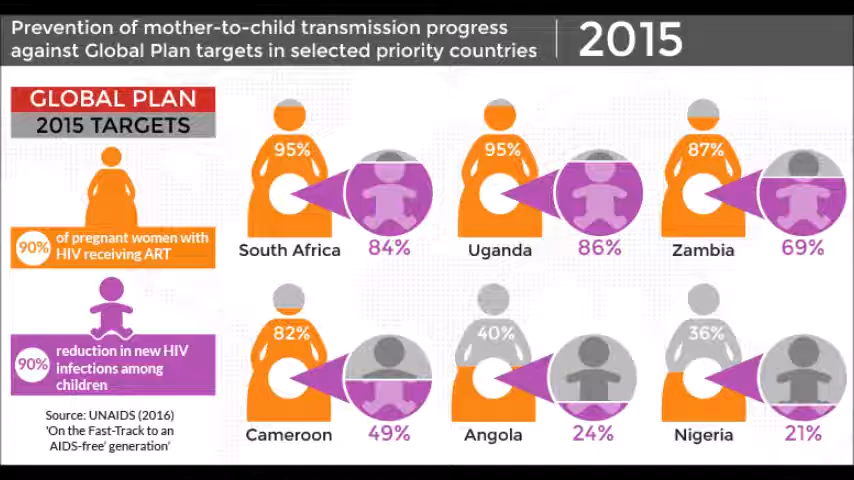 Prevention of mother-to-child transmission progress
against Global Plan targets in selected priority countries
2015
GLOBAL PLAN
2015 TARGETS
90%
of pregnant women with
HIV receiving ART
90%
reduction in new HIV
infections among
children
Source: UNAIDS (2016)
'On the Fast-Track to an
AIDS-free' generation'
95%
South Africa
84%
95%
Uganda
86%
87%
Zambia
69%
82%
Cameroon
49%
40%
Angola
24%
36%
Nigeria
21%